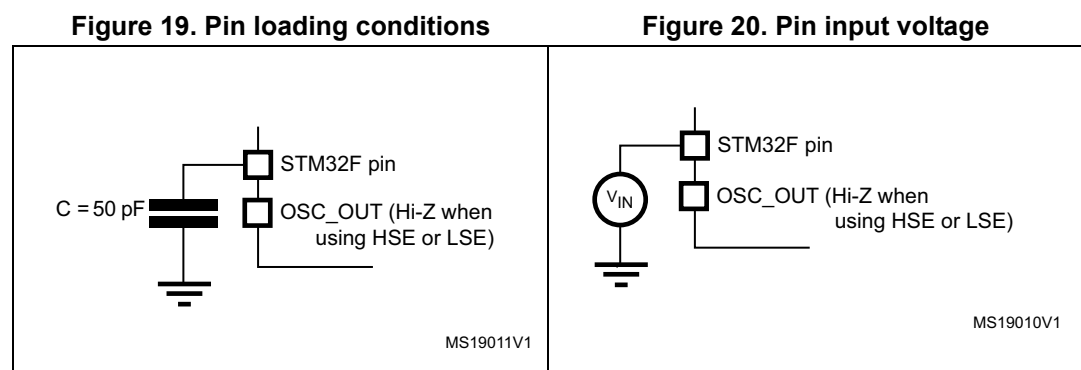 Figure 19. Pin loading conditions
Figure 20. Pin input voltage
STM32F pin
C = 50 pF
OSC_OUT (Hi-Z when
using HSE or LSE)
MS19011V1
STM32F pin
VIN
OSC_OUT (Hi-Z when
using HSE or LSE)
MS19010V1